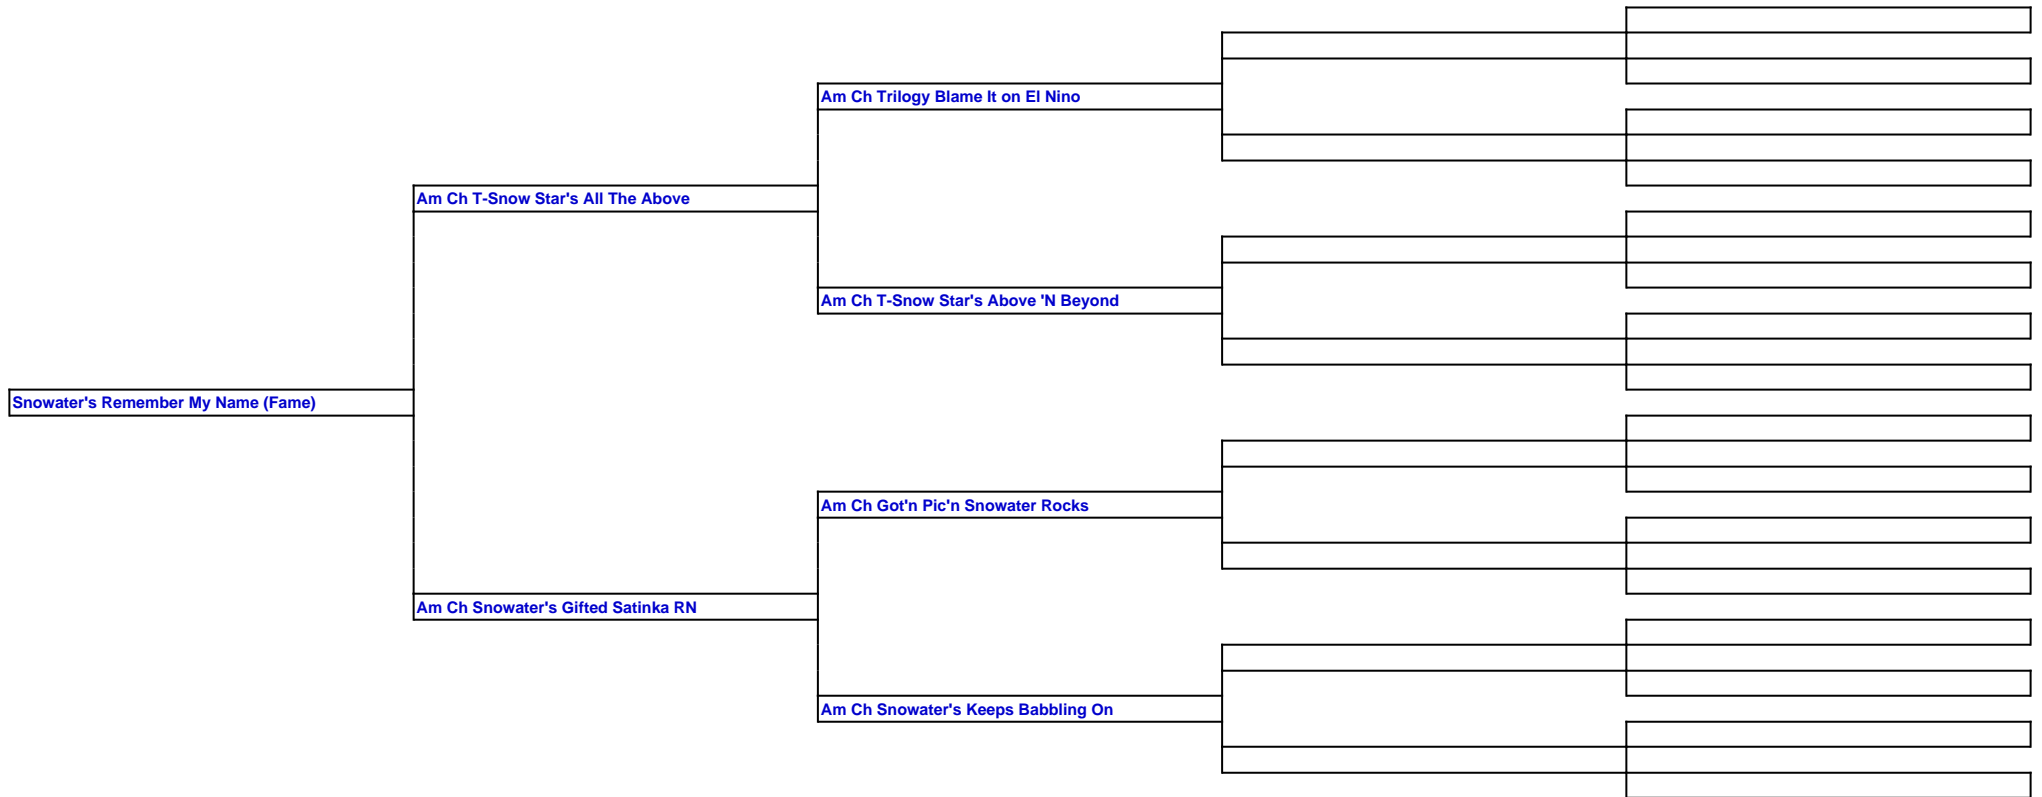 Am Ch Trilogy Blame It on El Nino
Am Ch T-Snow Star's All The Above
Am Ch T-Snow Star's Above 'N Beyond
Snowater's Remember My Name (Fame)
Am Ch Got'n Pic'n Snowater Rocks
Am Ch Snowater's Gifted Satinka RN
Am Ch Snowater's Keeps Babbling On